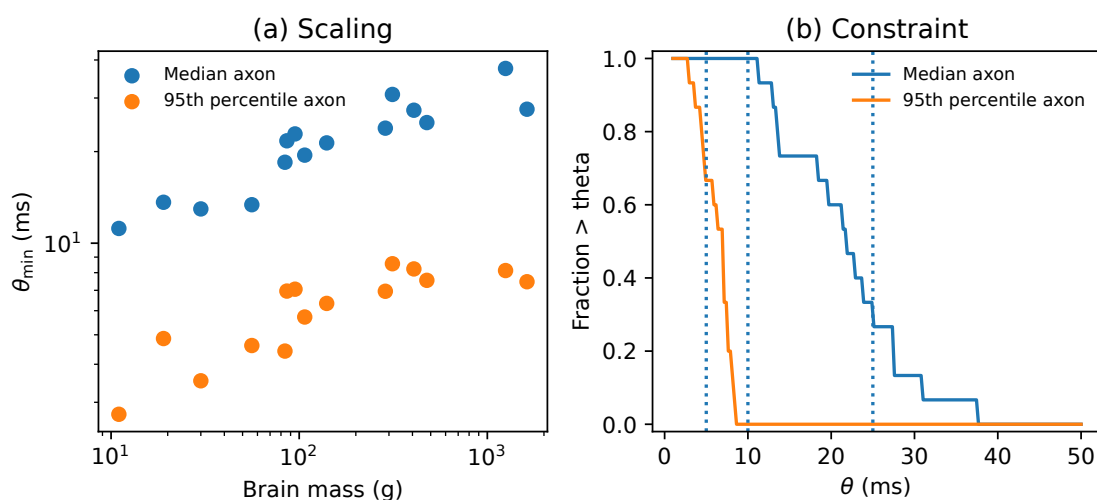 (a) Scaling
Median axon
95th percentile axon
θmin (ms)
10¹
10¹
10²
10³
Brain mass (g)
(b) Constraint
Median axon
95th percentile axon
Fraction > theta
1.0
0.8
0.6
0.4
0.2
0.0
0
10
20
30
40
50
θ (ms)